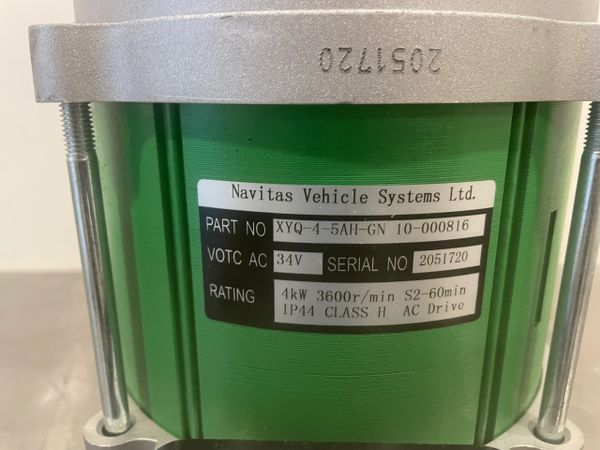 2051720
Navitas Vehicle Systems Ltd.
PART NO XYQ-4-5AH-GN 10-000816
VOTC AC 34V SERIAL NO 2051720
RATING 4kW 3600r/min S2-60min
IP44 CLASS H AC Drive